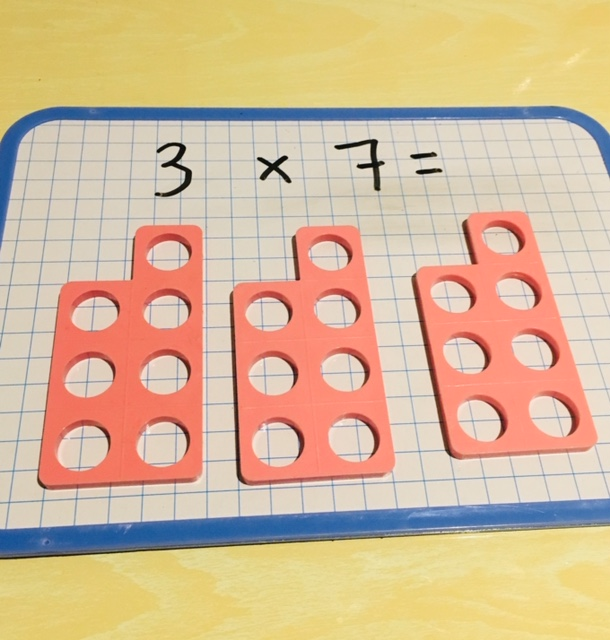 3 × 7 =